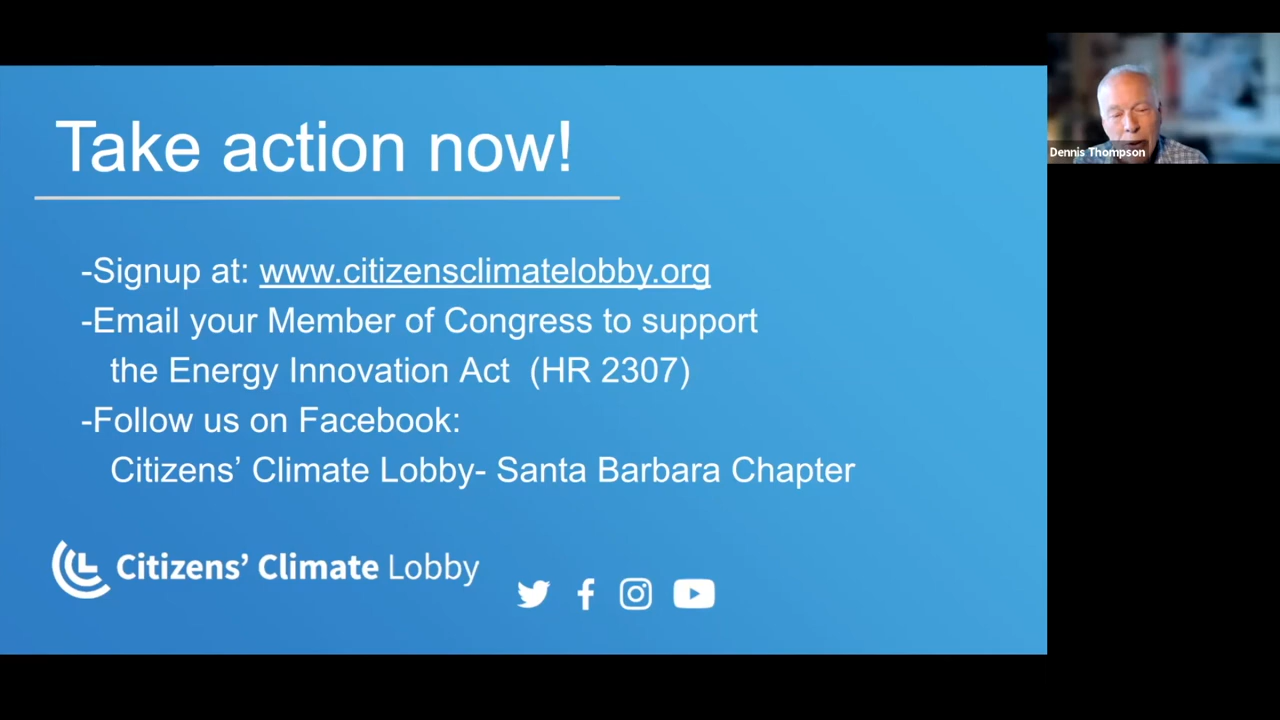 Take action now!
-Signup at: www.citizensclimatelobby.org
-Email your Member of Congress to support
the Energy Innovation Act (HR 2307)
-Follow us on Facebook:
Citizens’ Climate Lobby- Santa Barbara Chapter
Citizens’ Climate Lobby
Dennis Thompson